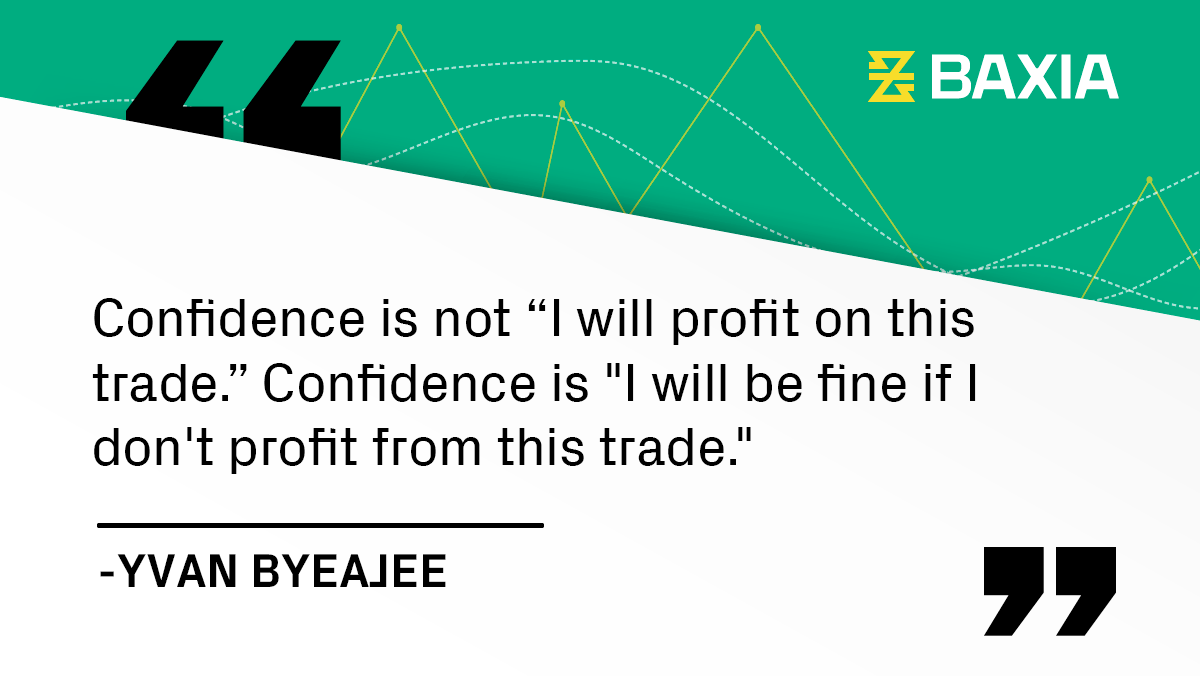 BAXIA
Confidence is not “I will profit on this
trade.” Confidence is "I will be fine if I
don't profit from this trade."
-YVAN BYEAJEE